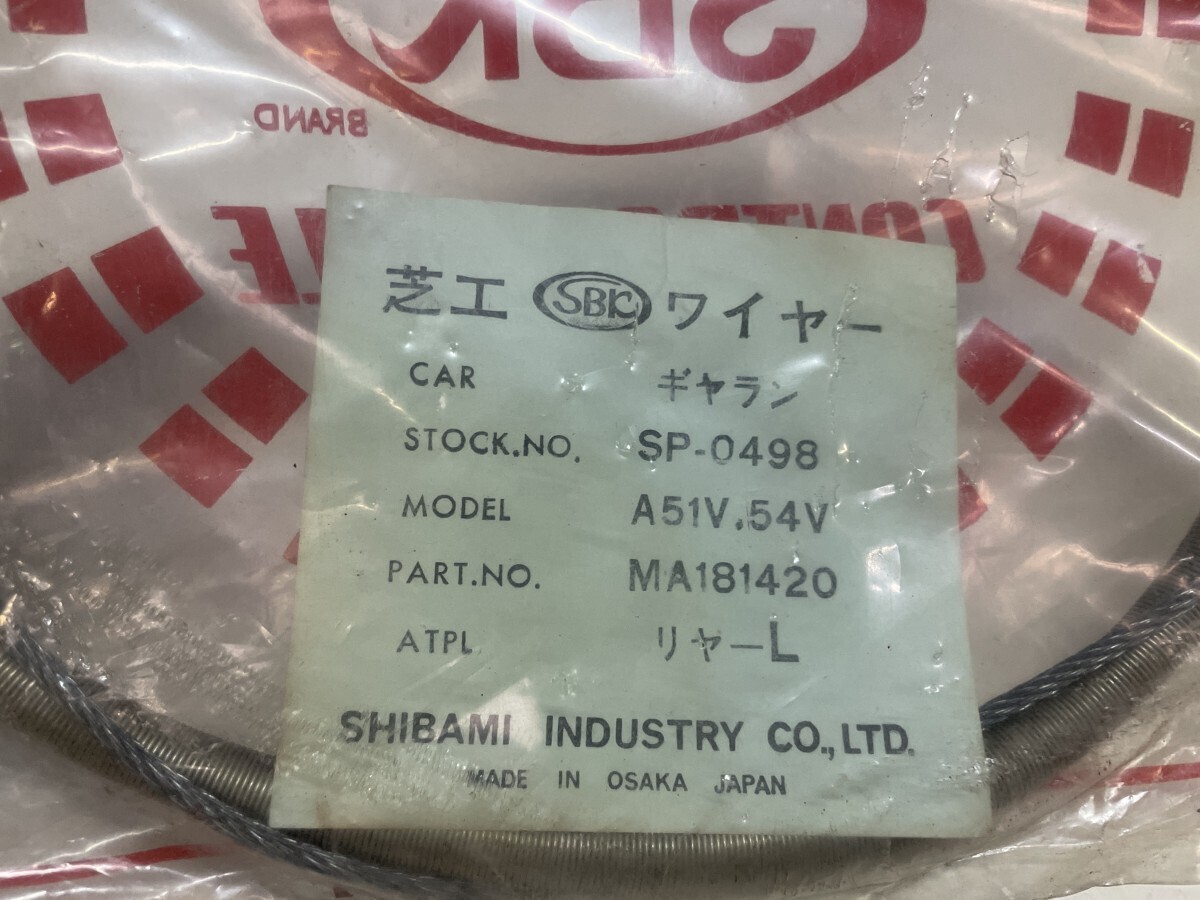 SBK
BRAND
芝工 SBK ワイヤー
CAR ギャラン
STOCK.NO. SP-0498
MODEL A51V.54V
PART.NO. MA181420
ATPL リヤーL
SHIBAMI INDUSTRY CO.,LTD.
MADE IN OSAKA JAPAN